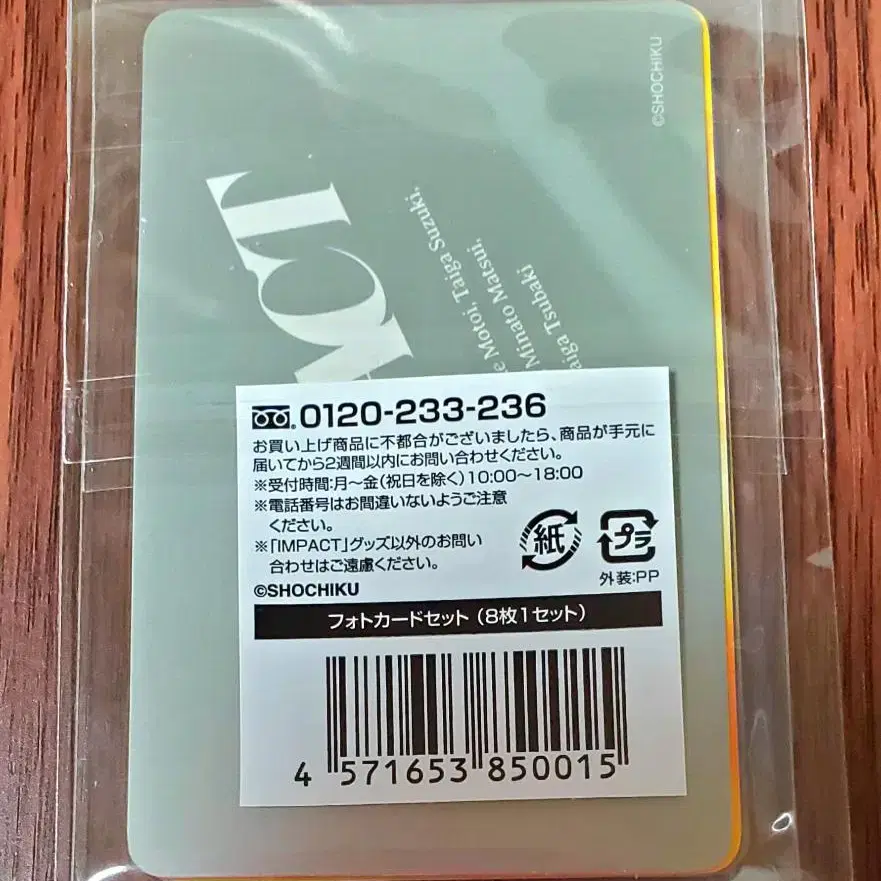 ©SHOCHIKU
Motoi, Taiga Suzuki,
Minato Matsui,
Tsubaki
0120-233-236
お買い上げ商品に不都合がございましたら、商品が手元に
届いてから2週間以内にお問い合わせください。
※受付時間:月〜金(祝日を除く)10:00〜18:00
※電話番号はお間違いないようご注意
ください。
※「IMPACT」グッズ以外のお問い
合わせはご遠慮ください。
紙
プラ
外装:PP
©SHOCHIKU
フォトカードセット(8枚1セット)
4 571653 850015